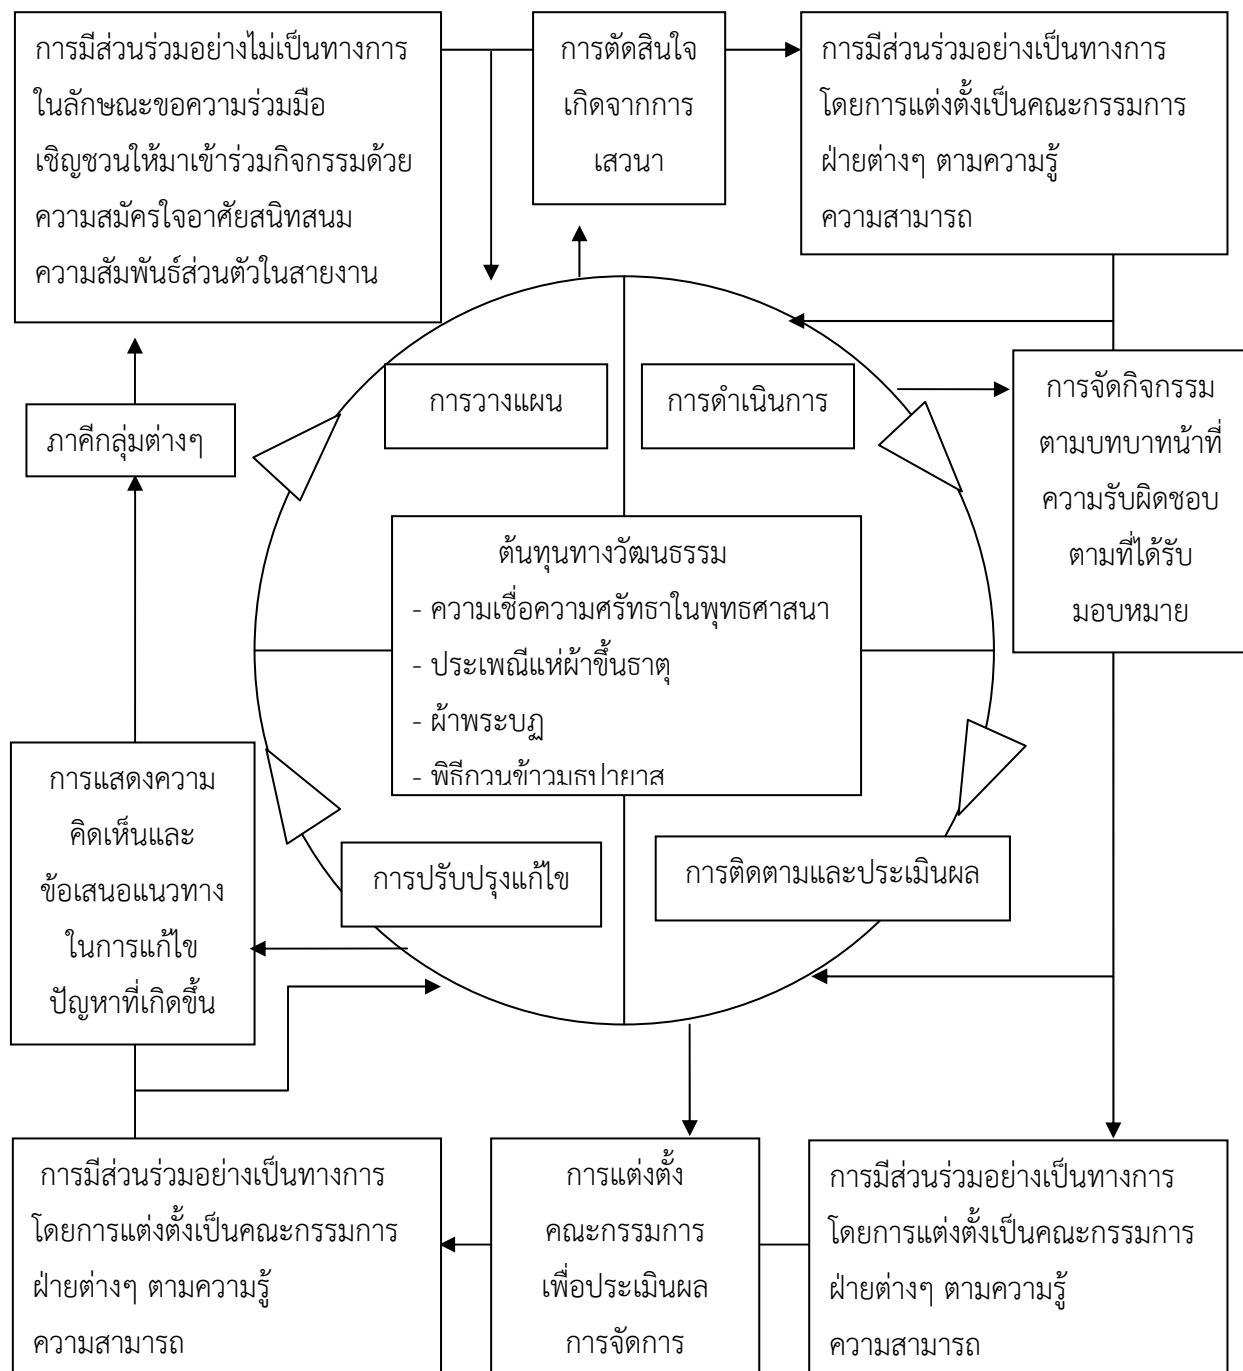 การมีส่วนร่วมอย่างไม่เป็นทางการ
ในลักษณะขอความร่วมมือ
เชิญชวนให้มาเข้าร่วมกิจกรรมด้วย
ความสมัครใจอาศัยสนิทสนม
ความสัมพันธ์ส่วนตัวในสายงาน
การตัดสินใจ
เกิดจากการ
เสวนา
การมีส่วนร่วมอย่างเป็นทางการ
โดยการแต่งตั้งเป็นคณะกรรมการ
ฝ่ายต่างๆ ตามความรู้
ความสามารถ
ภาคีกลุ่มต่างๆ
การวางแผน
การดำเนินการ
การจัดกิจกรรม
ตามบทบาทน้าที่
ความรับผิดชอบ
ตามที่ได้รับ
มอบหมาย
ต้นทุนทางวัฒนธรรม
- ความเชื่อความศรัทธาในพุทธศาสนา
- ประเพณีแห่ผ้าขึ้นธาตุ
- ผ้าพระบฏ
- พิธีกวนข้าวมธุปายาส
การแสดงความ
คิดเห็นและ
ข้อเสนอแนวทาง
ในการแก้ไข
ปัญหาที่เกิดขึ้น
การปรับปรุงแก้ไข
การติดตามและประเมินผล
การมีส่วนร่วมอย่างเป็นทางการ
โดยการแต่งตั้งเป็นคณะกรรมการ
ฝ่ายต่างๆ ตามความรู้
ความสามารถ
การแต่งตั้ง
คณะกรรมการ
เพื่อประเมินผล
การจัดการ
การมีส่วนร่วมอย่างเป็นทางการ
โดยการแต่งตั้งเป็นคณะกรรมการ
ฝ่ายต่างๆ ตามความรู้
ความสามารถ